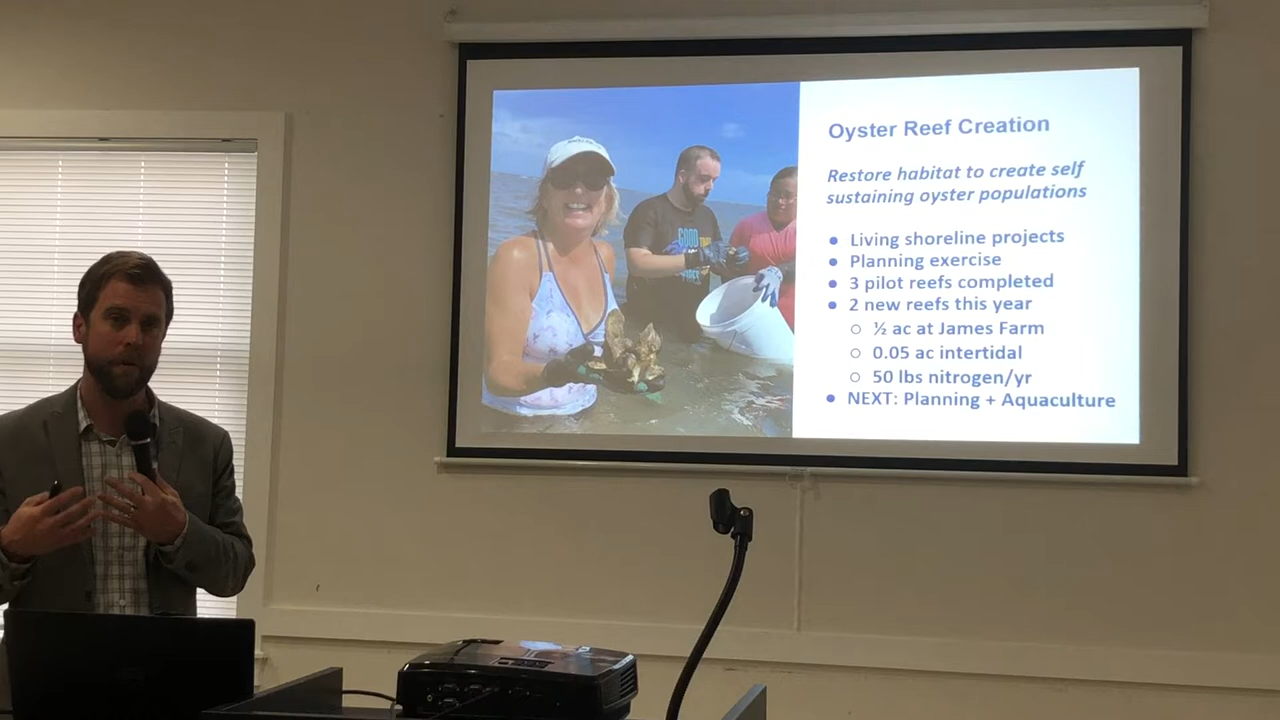 Oyster Reef Creation
Restore habitat to create self
sustaining oyster populations
● Living shoreline projects
● Planning exercise
● 3 pilot reefs completed
● 2 new reefs this year
○ ½ ac at James Farm
○ 0.05 ac intertidal
○ 50 lbs nitrogen/yr
● NEXT: Planning + Aquaculture
GOOD